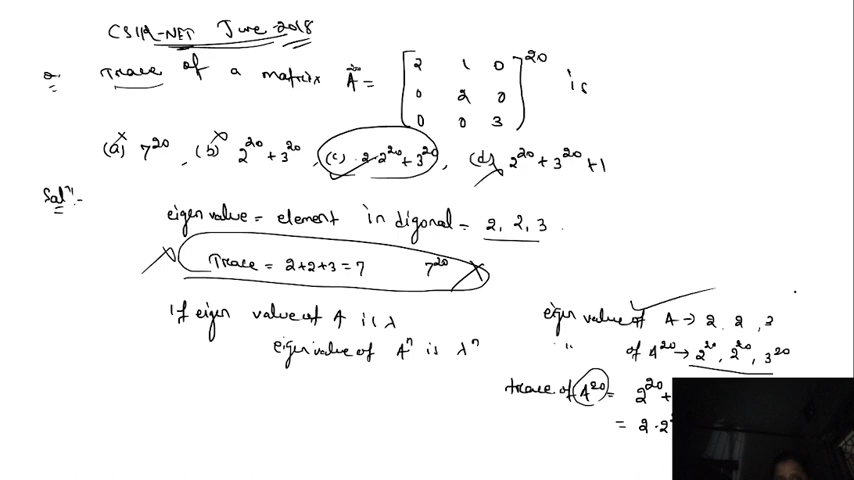 CSIR-NET June-2018
Q. Trace of a matrix A = [2 1 0
0 2 0
0 0 3]^20 is
(a) 7^20, (b) 2^20 + 3^20, (c) 2·2^20 + 3^20, (d) 2^20 + 3^20 + 1
Solⁿ:-
eigen value = element in digonal = 2, 2, 3
Trace = 2+2+3 = 7 7^20
If eigen value of A is λ
eigen value of Aⁿ is λⁿ
eigen value of A → 2, 2, 3
" of A^20 → 2^20, 2^20, 3^20
trace of A^20 = 2^20 +
= 2·2